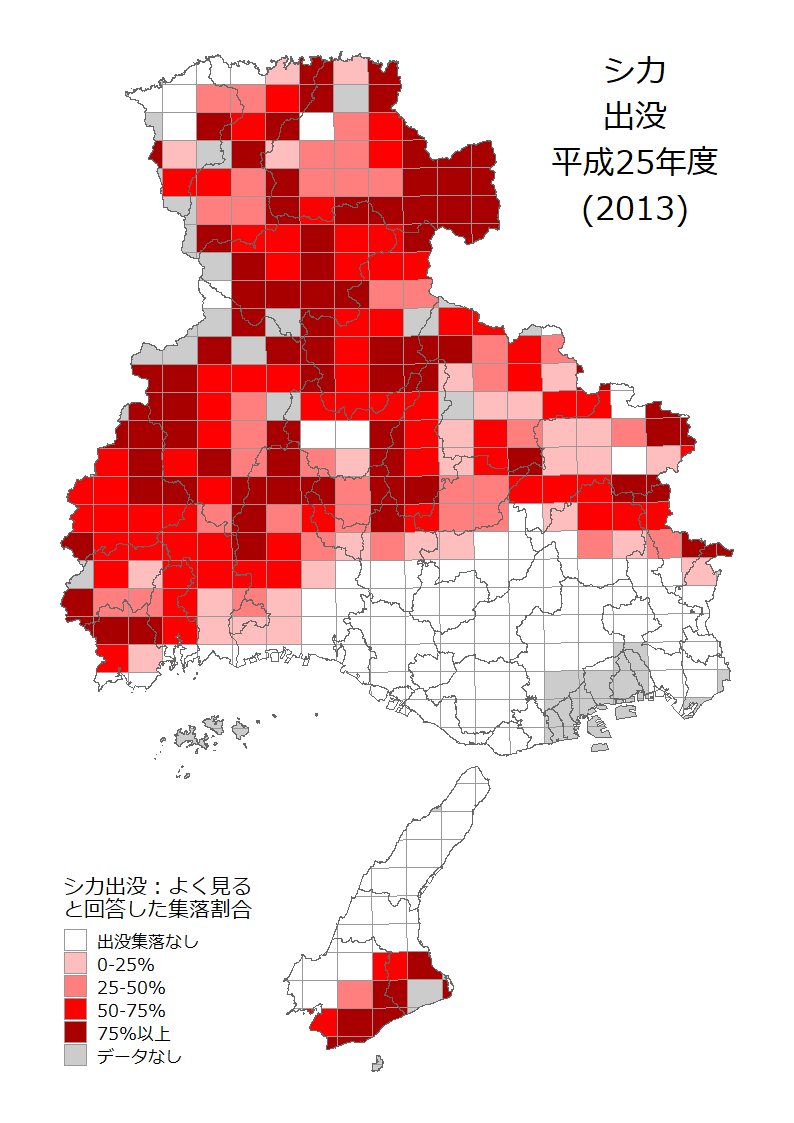 シカ
出没
平成25年度
(2013)
シカ出没：よく見る
と回答した集落割合
出没集落なし
0-25%
25-50%
50-75%
75%以上
データなし